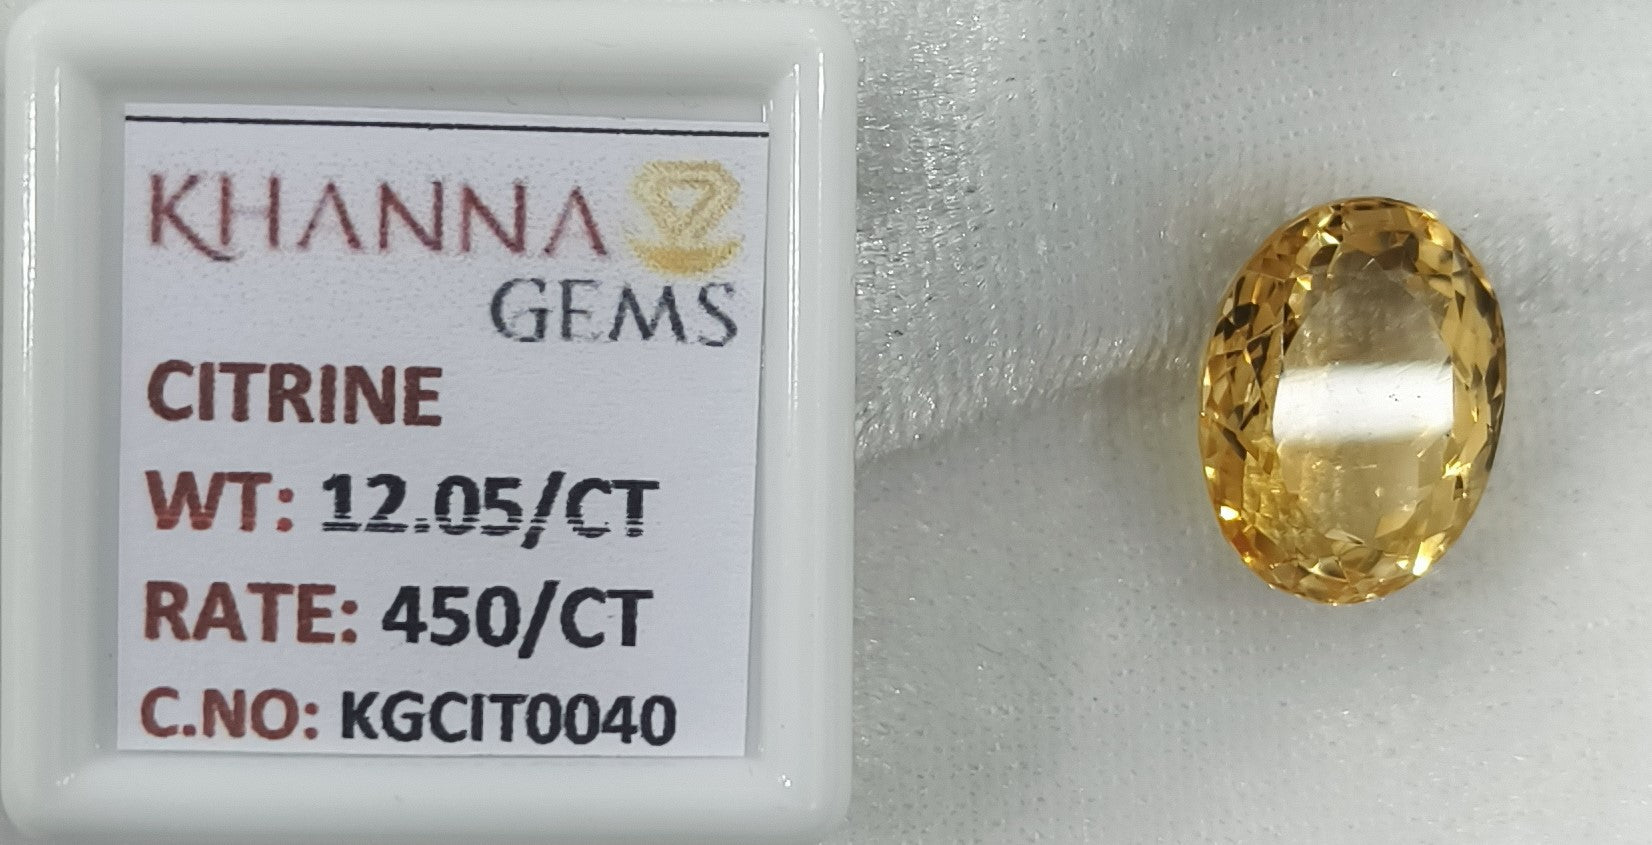 KHANNA
GEMS
CITRINE
WT: 12.05/CT
RATE: 450/CT
C.NO: KGCIT0040